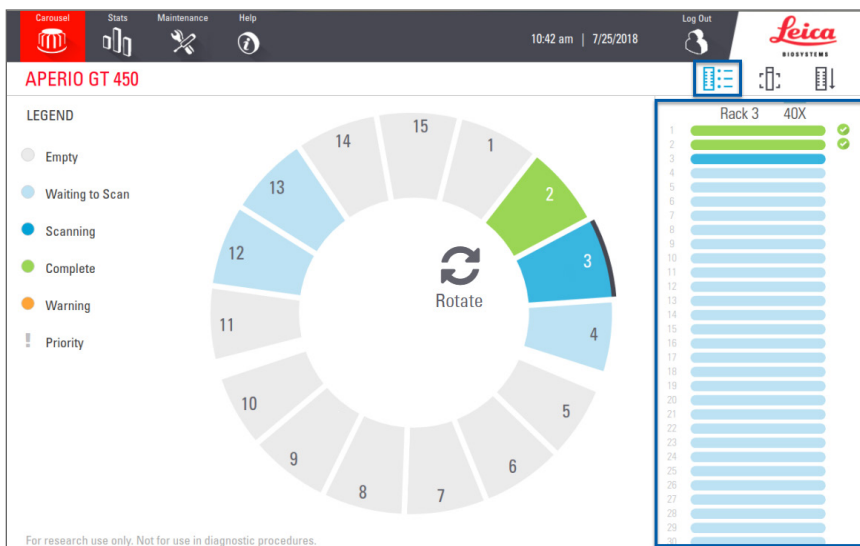 Carousel
Stats
Maintenance
Help
10:42 am | 7/25/2018
Log Out
Leica
BIOSYSTEMS
APERIO GT 450
LEGEND
Empty
Waiting to Scan
Scanning
Complete
Warning
! Priority
1
2
3
4
5
6
7
8
9
10
11
12
13
14
15
Rotate
Rack 3 40X
1
2
3
4
5
6
7
8
9
10
11
12
13
14
15
16
17
18
19
20
21
22
23
24
25
26
27
28
29
30
For research use only. Not for use in diagnostic procedures.